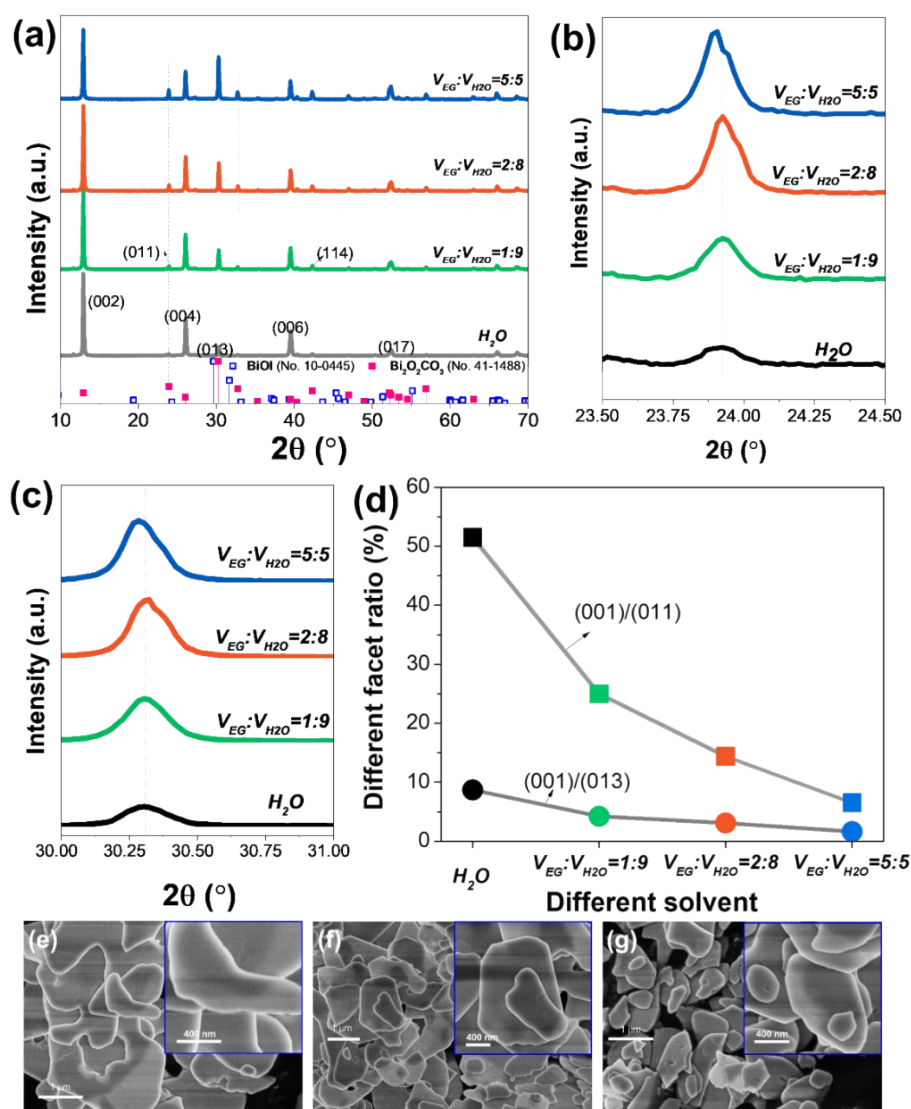 (a)
Intensity (a.u.)
V_EG:V_H2O=5:5
V_EG:V_H2O=2:8
V_EG:V_H2O=1:9
(011)
(114)
(002)
(004)
(013)
(006)
(017)
H₂O
BiOI (No. 10-0445)
Bi₂O₂CO₃ (No. 41-1488)
10 20 30 40 50 60 70
2θ (°)
(b)
Intensity (a.u.)
V_EG:V_H2O=5:5
V_EG:V_H2O=2:8
V_EG:V_H2O=1:9
H₂O
23.50 23.75 24.00 24.25 24.50
2θ (°)
(c)
Intensity (a.u.)
V_EG:V_H2O=5:5
V_EG:V_H2O=2:8
V_EG:V_H2O=1:9
H₂O
30.00 30.25 30.50 30.75 31.00
2θ (°)
(d)
Different facet ratio (%)
60
50
40
30
20
10
0
(001)/(011)
(001)/(013)
H₂O V_EG:V_H2O=1:9 V_EG:V_H2O=2:8 V_EG:V_H2O=5:5
Different solvent
(e)
400 nm
1 μm
(f)
400 nm
1 μm
(g)
400 nm
1 μm